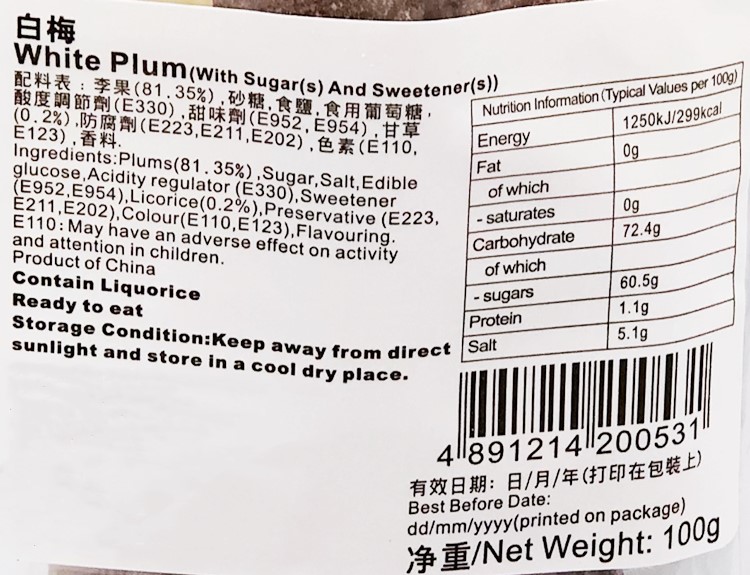 白梅
White Plum(With Sugar(s) And Sweetener(s))
配料表：李果(81.35%),砂糖,食鹽,食用葡萄糖,
酸度調節劑(E330),甜味劑(E952,E954),甘草
(0.2%),防腐劑(E223,E211,E202),色素(E110,
E123),香料.
Ingredients:Plums(81.35%),Sugar,Salt,Edible
glucose,Acidity regulator (E330),Sweetener
(E952,E954),Licorice(0.2%),Preservative (E223,
E211,E202),Colour(E110,E123),Flavouring.
E110: May have an adverse effect on activity
and attention in children.
Product of China
Contain Liquorice
Ready to eat
Storage Condition:Keep away from direct
sunlight and store in a cool dry place.
Nutrition Information (Typical Values per 100g)
Energy 1250kJ/299kcal
Fat 0g
of which
- saturates 0g
Carbohydrate 72.4g
of which
- sugars 60.5g
Protein 1.1g
Salt 5.1g
4 891214 200531
有效日期: 日/月/年(打印在包裝上)
Best Before Date:
dd/mm/yyyy(printed on package)
净重/Net Weight: 100g